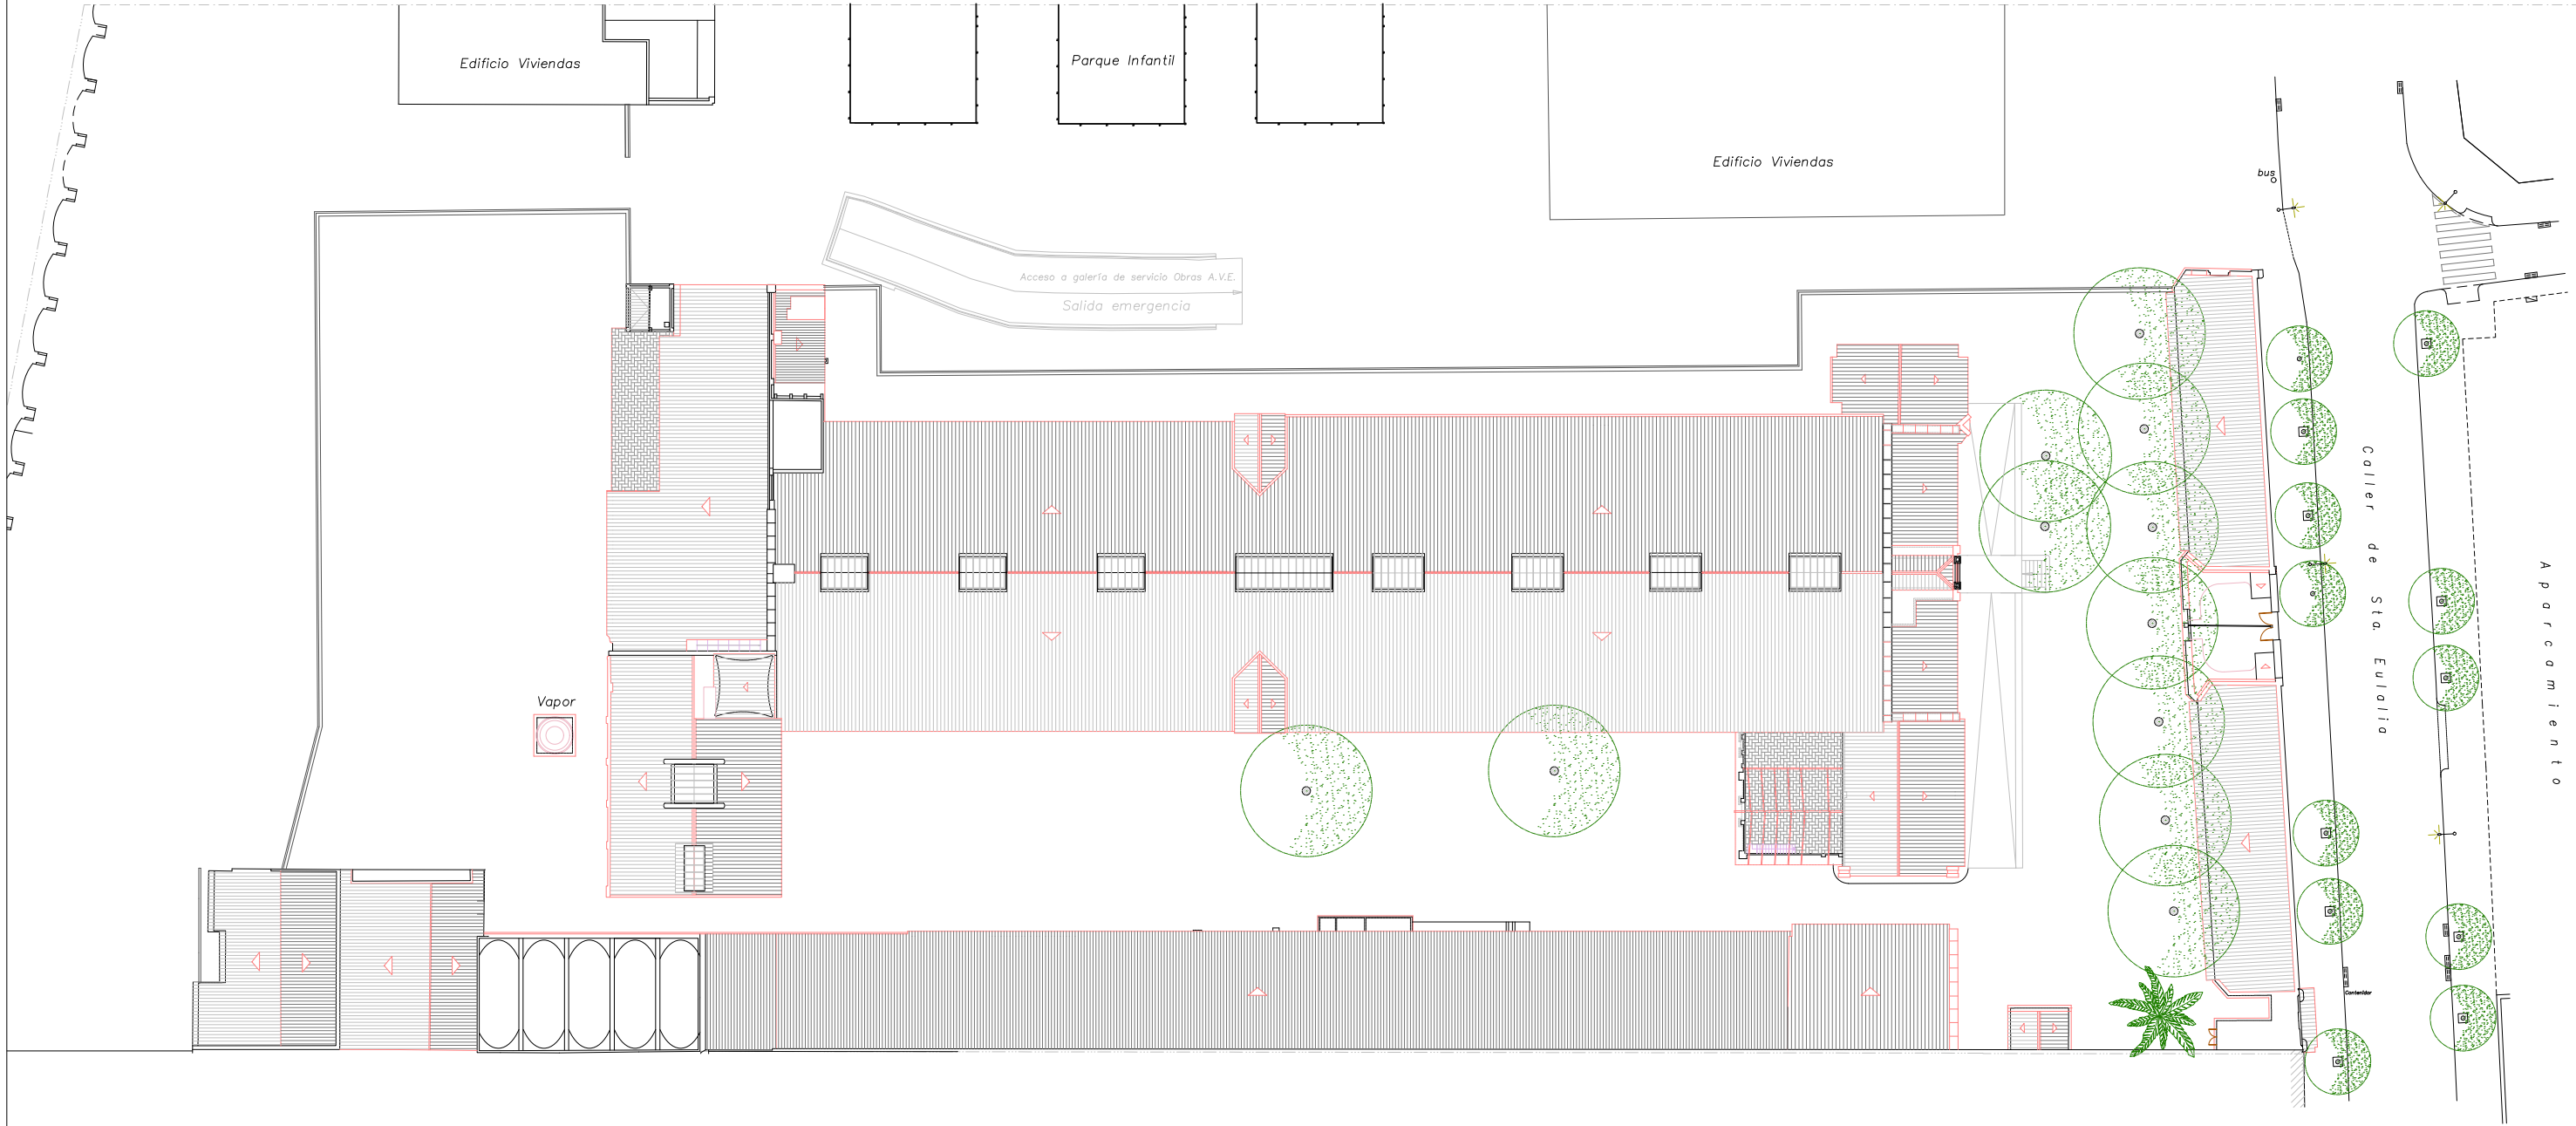 Edificio Viviendas
Parque Infantil
Edificio Viviendas
bus
Acceso a galería de servicio Obras A.V.E.
Salida emergencia
Caller de Sta. Eulalia
Aparcamiento
Vapor
Contenidor